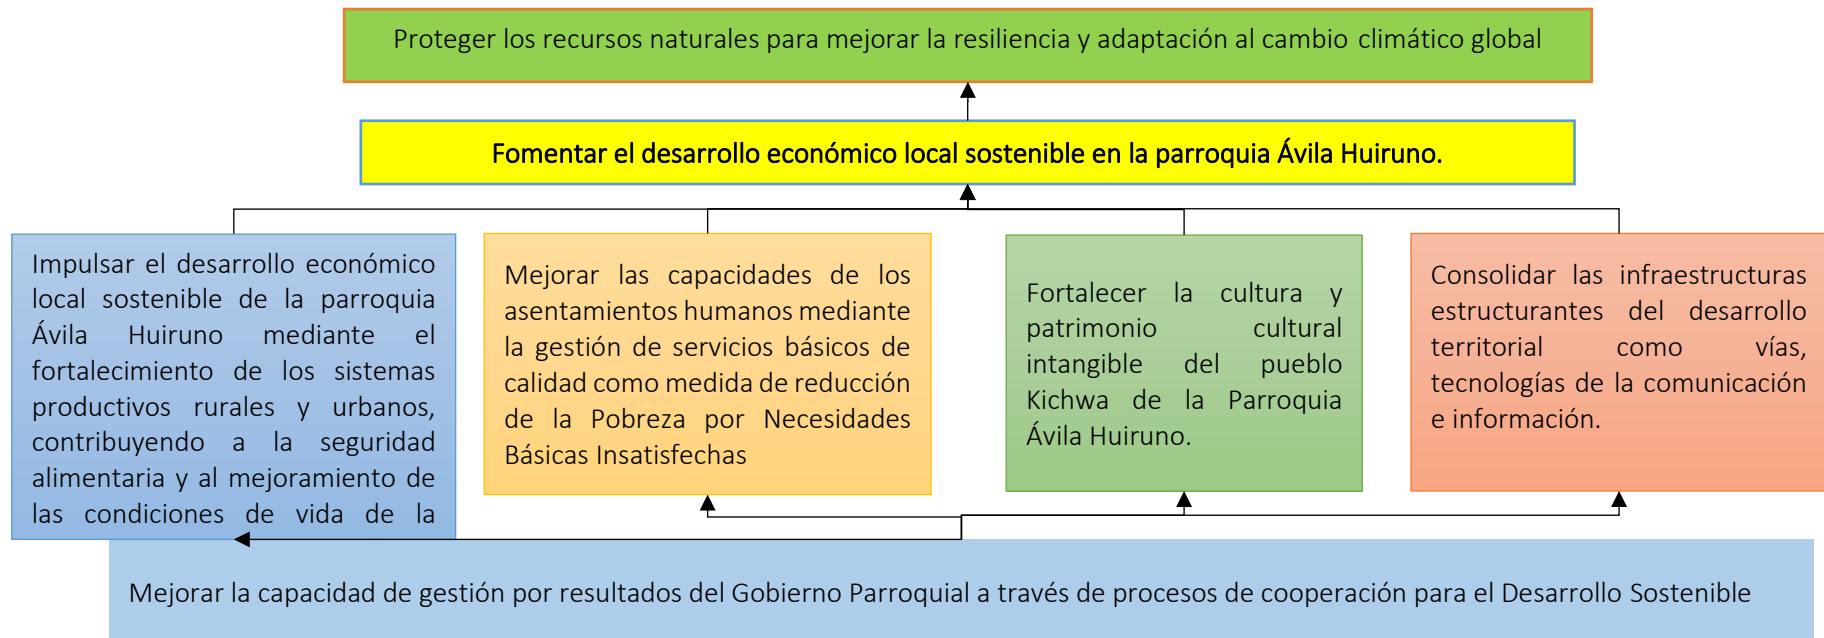 Proteger los recursos naturales para mejorar la resiliencia y adaptación al cambio climático global
Fomentar el desarrollo económico local sostenible en la parroquia Ávila Huiruno.
Impulsar el desarrollo económico
local sostenible de la parroquia
Ávila Huiruno mediante el
fortalecimiento de los sistemas
productivos rurales y urbanos,
contribuyendo a la seguridad
alimentaria y al mejoramiento de
las condiciones de vida de la
Mejorar las capacidades de los
asentamientos humanos mediante
la gestión de servicios básicos de
calidad como medida de reducción
de la Pobreza por Necesidades
Básicas Insatisfechas
Fortalecer la cultura y
patrimonio cultural
intangible del pueblo
Kichwa de la Parroquia
Ávila Huiruno.
Consolidar las infraestructuras
estructurantes del desarrollo
territorial como vías,
tecnologías de la comunicación
e información.
Mejorar la capacidad de gestión por resultados del Gobierno Parroquial a través de procesos de cooperación para el Desarrollo Sostenible